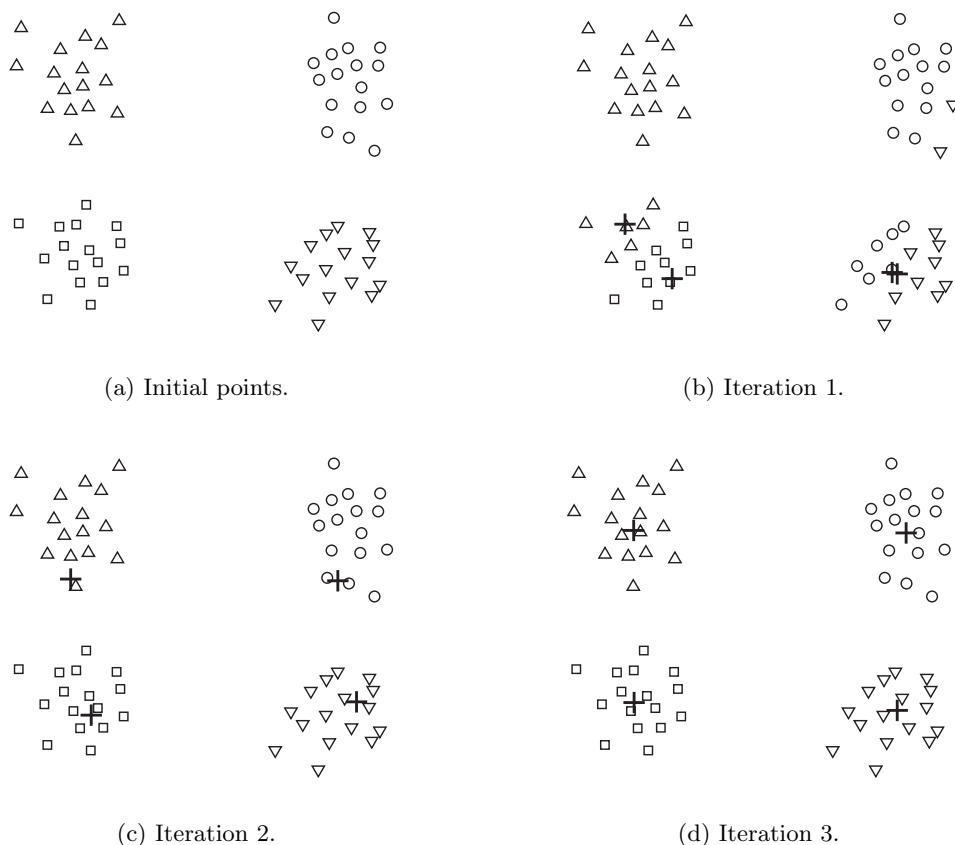 (a) Initial points.
(b) Iteration 1.
(c) Iteration 2.
(d) Iteration 3.